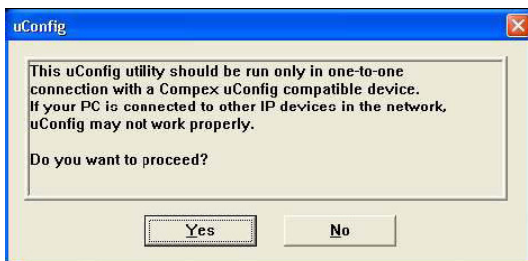 uConfig
This uConfig utility should be run only in one-to-one
connection with a Compex uConfig compatible device.
If your PC is connected to other IP devices in the network,
uConfig may not work properly.
Do you want to proceed?
Yes No